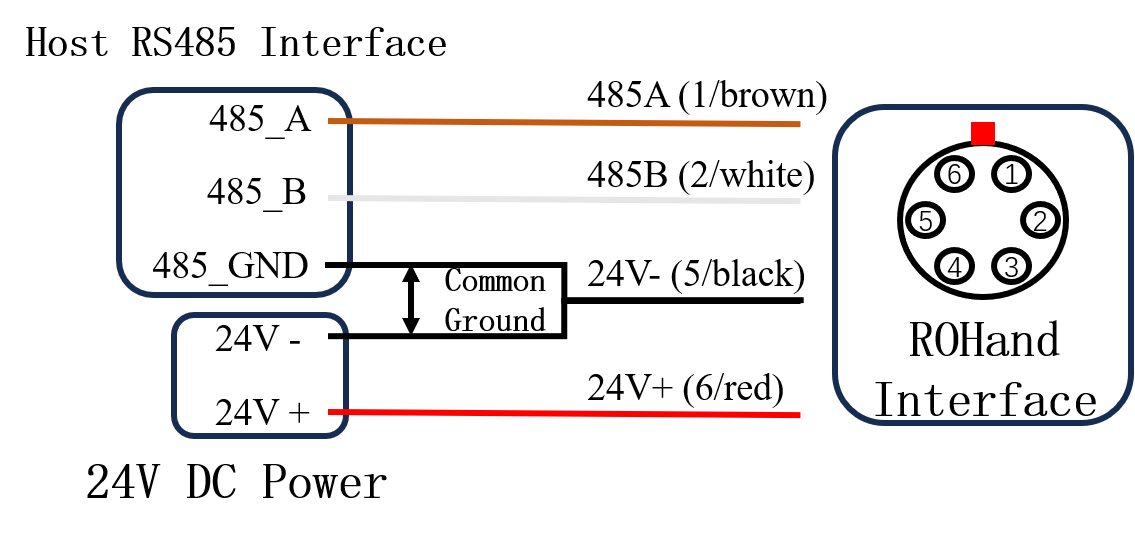 Host RS485 Interface
485_A
485A (1/brown)
485_B
485B (2/white)
485_GND
Common
Ground
24V- (5/black)
24V -
24V +
24V+ (6/red)
24V DC Power
6 1
5 2
4 3
ROHand
Interface